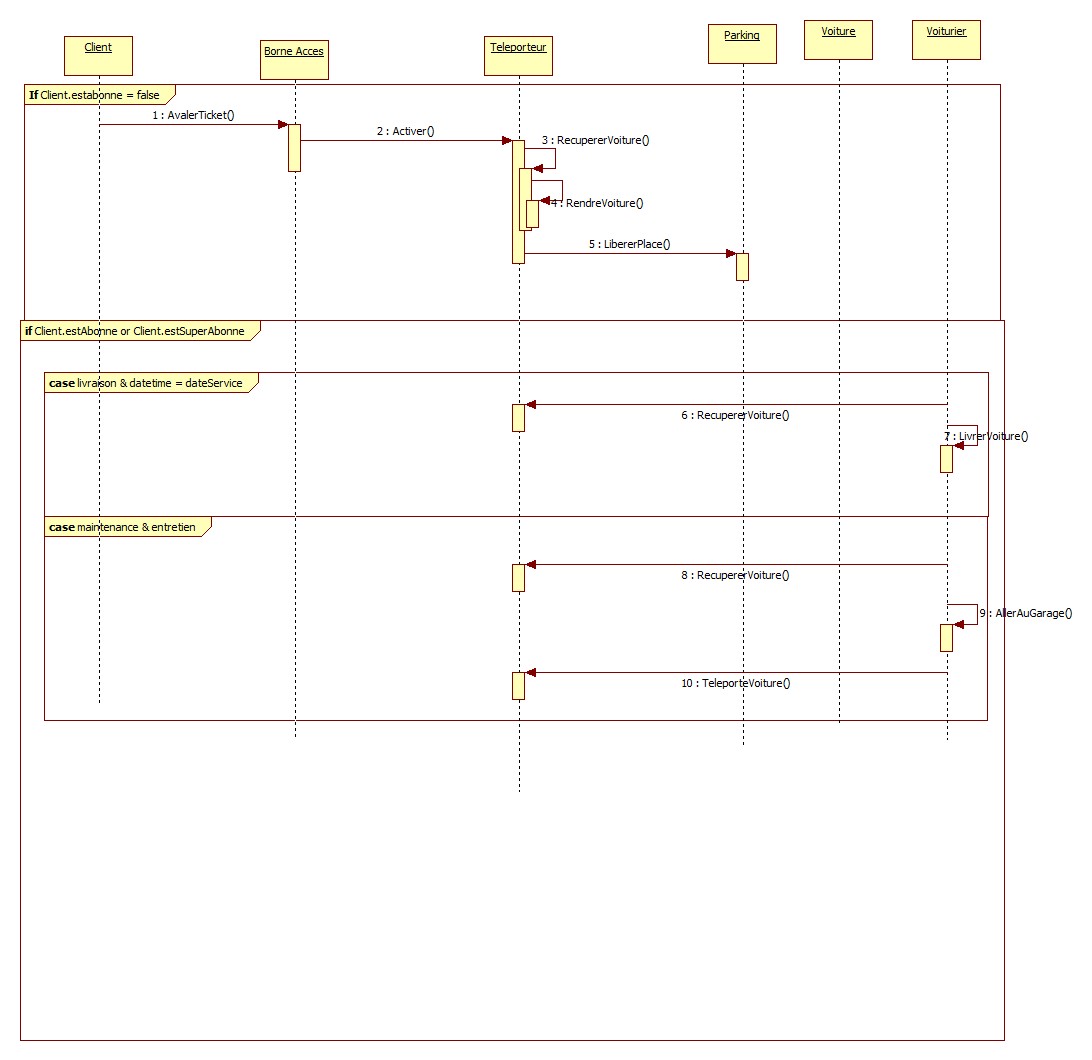 Client
Borne Acces
Teleporteur
Parking
Voiture
Voiturier
If Client.estabonne = false
1 : AvalerTicket()
2 : Activer()
3 : RecupererVoiture()
4 : RendreVoiture()
5 : LibererPlace()
if Client.estAbonne or Client.estSuperAbonne
case livraison & datetime = dateService
6 : RecupererVoiture()
7 : LivrerVoiture()
case maintenance & entretien
8 : RecupererVoiture()
9 : AllerAuGarage()
10 : TeleporteVoiture()